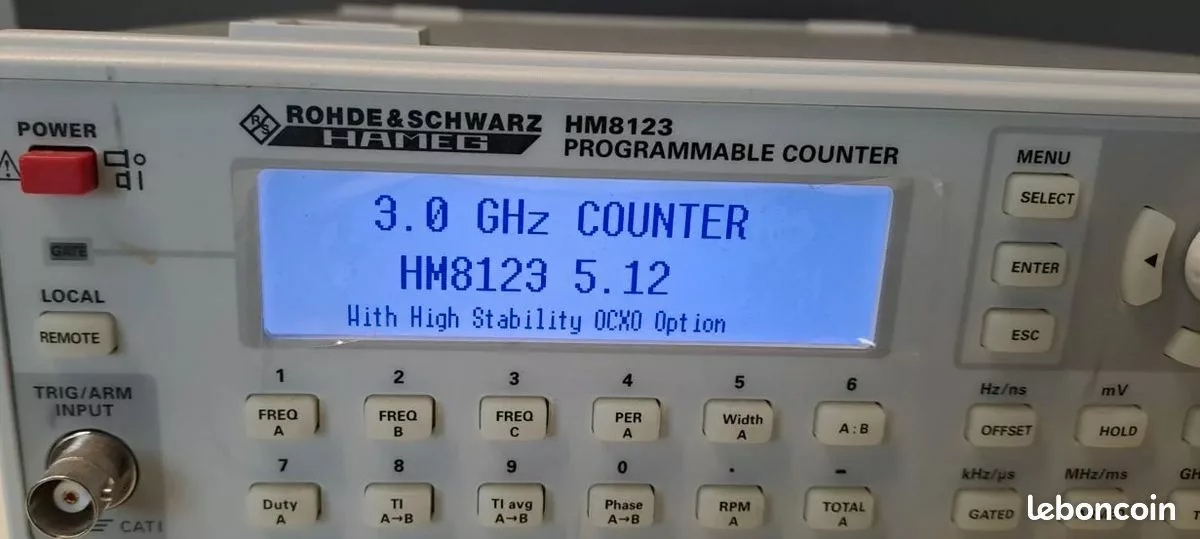 POWER
R S
ROHDE & SCHWARZ
HAMEG
HM8123
PROGRAMMABLE COUNTER
3.0 GHz COUNTER
HM8123 5.12
With High Stability OCXO Option
GATE
LOCAL
REMOTE
TRIG/ARM
INPUT
CAT I
MENU
SELECT
ENTER
ESC
1 2 3 4 5 6
FREQ A
FREQ B
FREQ C
PER A
Width A
A : B
7 8 9 0 . -
Duty A
TI A→B
TI avg A→B
Phase A→B
RPM A
TOTAL A
Hz/ns
OFFSET
mV
HOLD
kHz/µs
GATED
MHz/ms
leboncoin